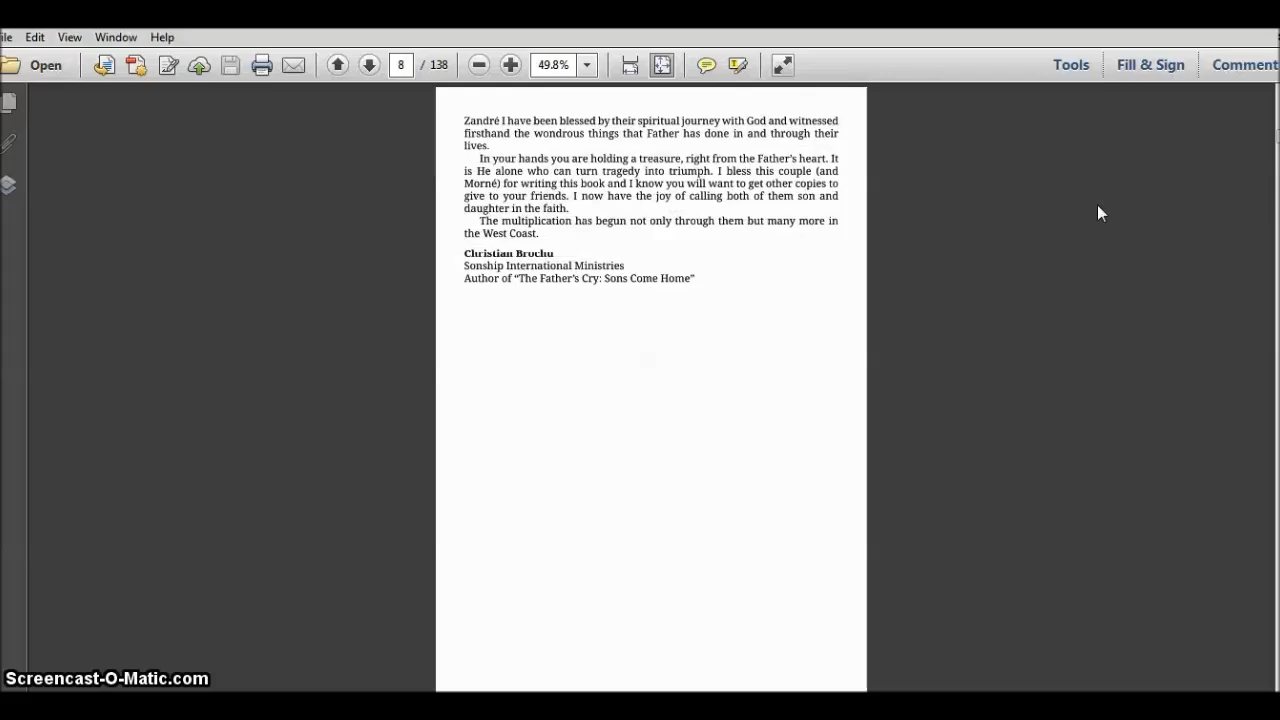 ile Edit View Window Help
Open 8 / 138 49.8% Tools Fill & Sign Comment
Zandré I have been blessed by their spiritual journey with God and witnessed
firsthand the wondrous things that Father has done in and through their
lives.
In your hands you are holding a treasure, right from the Father's heart. It
is He alone who can turn tragedy into triumph. I bless this couple (and
Morné) for writing this book and I know you will want to get other copies to
give to your friends. I now have the joy of calling both of them son and
daughter in the faith.
The multiplication has begun not only through them but many more in
the West Coast.
Christian Brochu
Sonship International Ministries
Author of “The Father's Cry: Sons Come Home”
Screencast-O-Matic.com